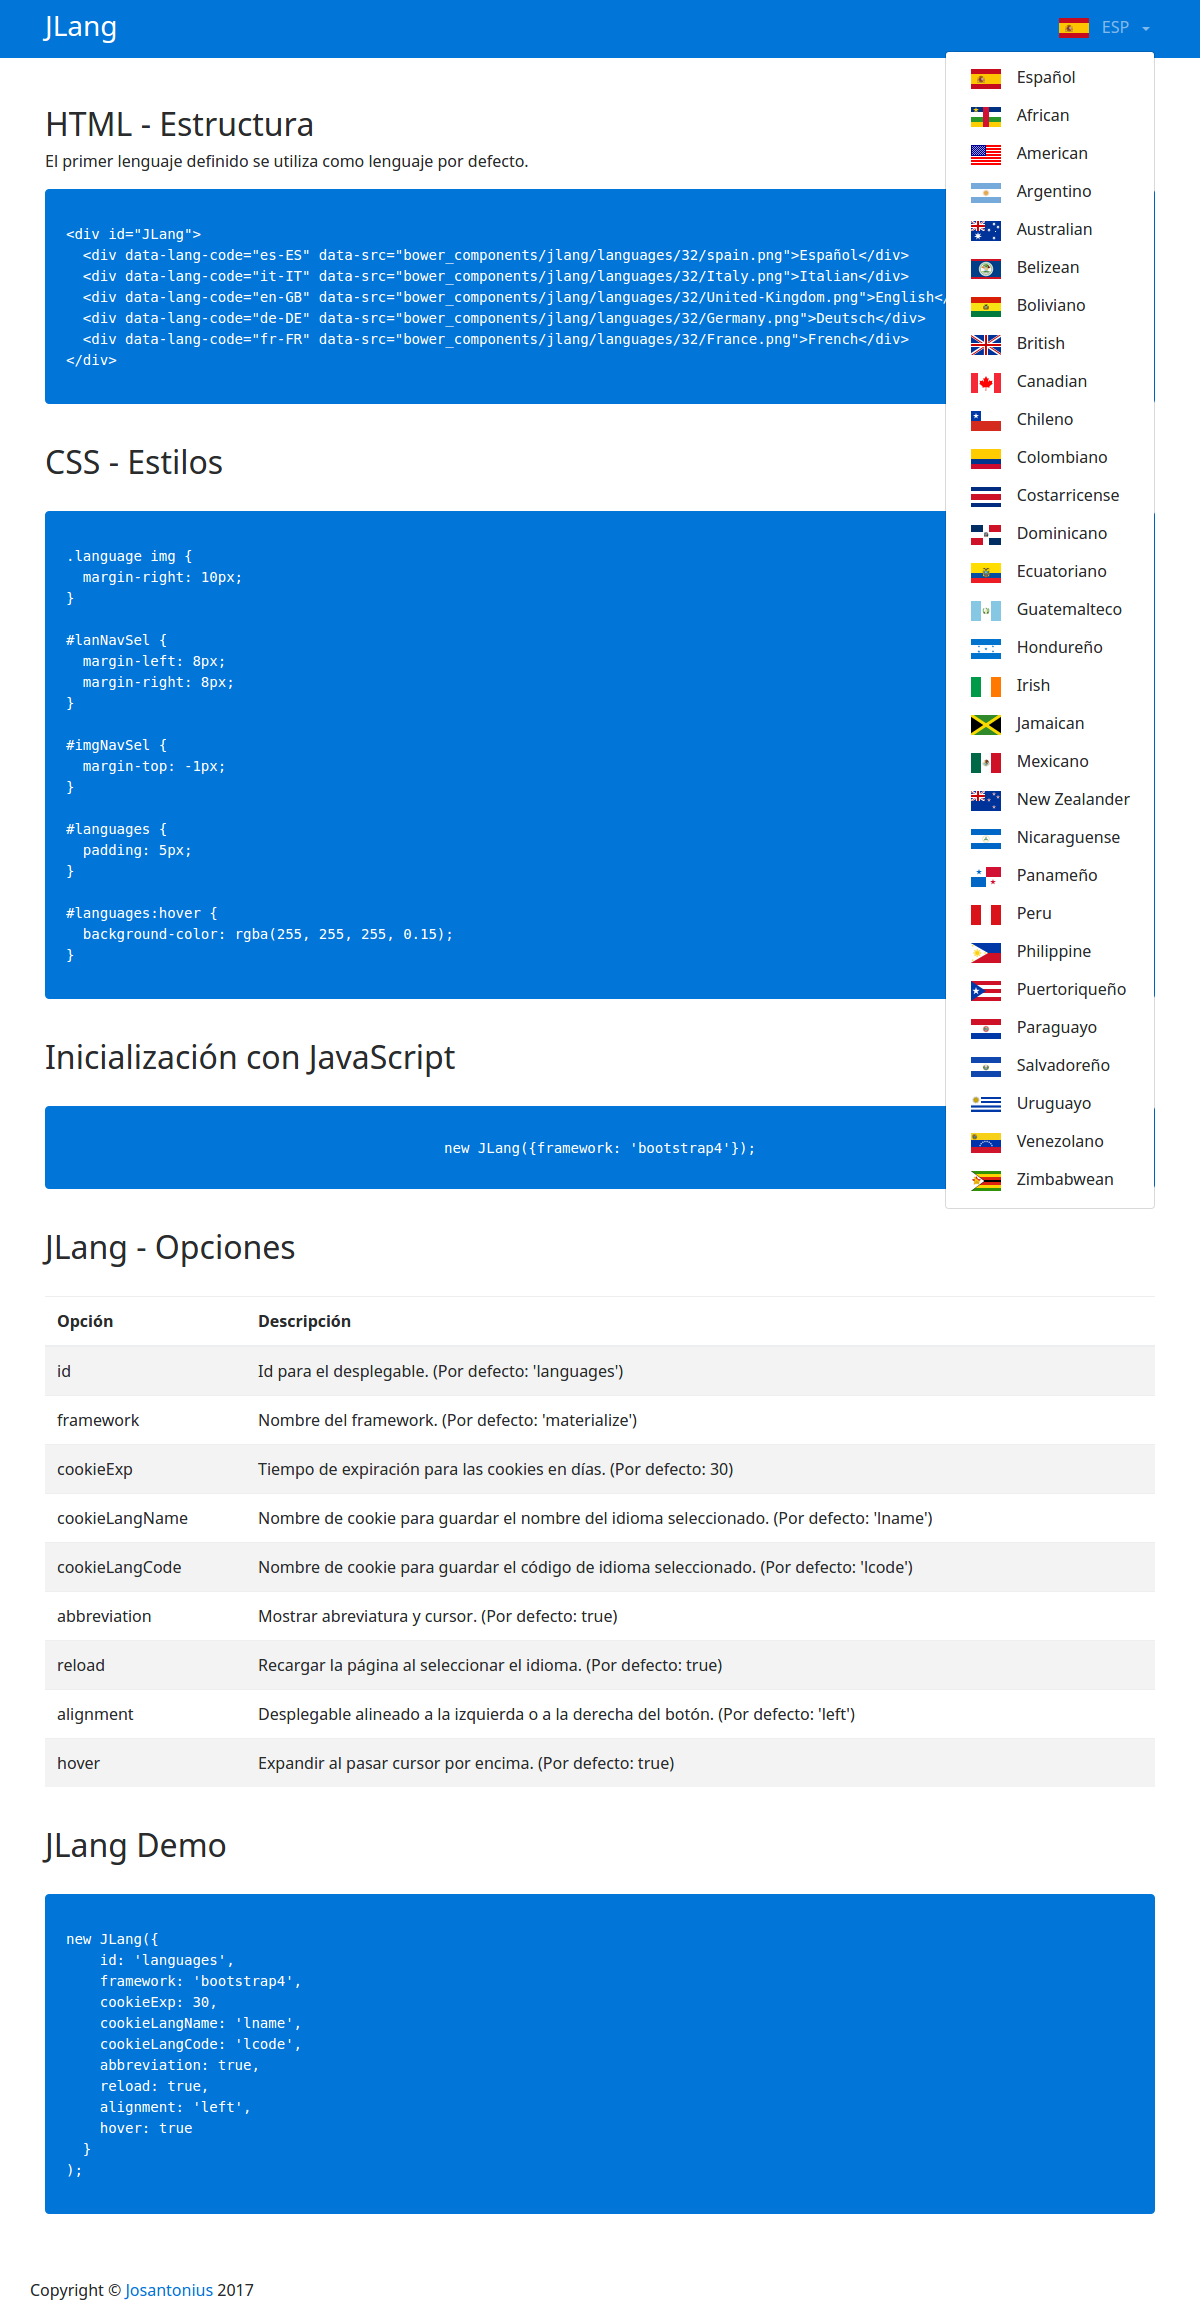 JLang
ESP
Español
African
American
Argentino
Australian
Belizean
Boliviano
British
Canadian
Chileno
Colombiano
Costarricense
Dominicano
Ecuatoriano
Guatemalteco
Hondureño
Irish
Jamaican
Mexicano
New Zealander
Nicaraguense
Panameño
Peru
Philippine
Puertoriqueño
Paraguayo
Salvadoreño
Uruguayo
Venezolano
Zimbabwean
HTML - Estructura
El primer lenguaje definido se utiliza como lenguaje por defecto.
<div id="JLang">
  <div data-lang-code="es-ES" data-src="bower_components/jlang/languages/32/spain.png">Español</div>
  <div data-lang-code="it-IT" data-src="bower_components/jlang/languages/32/Italy.png">Italian</div>
  <div data-lang-code="en-GB" data-src="bower_components/jlang/languages/32/United-Kingdom.png">English</
  <div data-lang-code="de-DE" data-src="bower_components/jlang/languages/32/Germany.png">Deutsch</div>
  <div data-lang-code="fr-FR" data-src="bower_components/jlang/languages/32/France.png">French</div>
</div>
CSS - Estilos
.language img {
  margin-right: 10px;
}
#lanNavSel {
  margin-left: 8px;
  margin-right: 8px;
}
#imgNavSel {
  margin-top: -1px;
}
#languages {
  padding: 5px;
}
#languages:hover {
  background-color: rgba(255, 255, 255, 0.15);
}
Inicialización con JavaScript
new JLang({framework: 'bootstrap4'});
JLang - Opciones
Opción Descripción
id Id para el desplegable. (Por defecto: 'languages')
framework Nombre del framework. (Por defecto: 'materialize')
cookieExp Tiempo de expiración para las cookies en días. (Por defecto: 30)
cookieLangName Nombre de cookie para guardar el nombre del idioma seleccionado. (Por defecto: 'lname')
cookieLangCode Nombre de cookie para guardar el código de idioma seleccionado. (Por defecto: 'lcode')
abbreviation Mostrar abreviatura y cursor. (Por defecto: true)
reload Recargar la página al seleccionar el idioma. (Por defecto: true)
alignment Desplegable alineado a la izquierda o a la derecha del botón. (Por defecto: 'left')
hover Expandir al pasar cursor por encima. (Por defecto: true)
JLang Demo
new JLang({
    id: 'languages',
    framework: 'bootstrap4',
    cookieExp: 30,
    cookieLangName: 'lname',
    cookieLangCode: 'lcode',
    abbreviation: true,
    reload: true,
    alignment: 'left',
    hover: true
  }
);
Copyright © Josantonius 2017